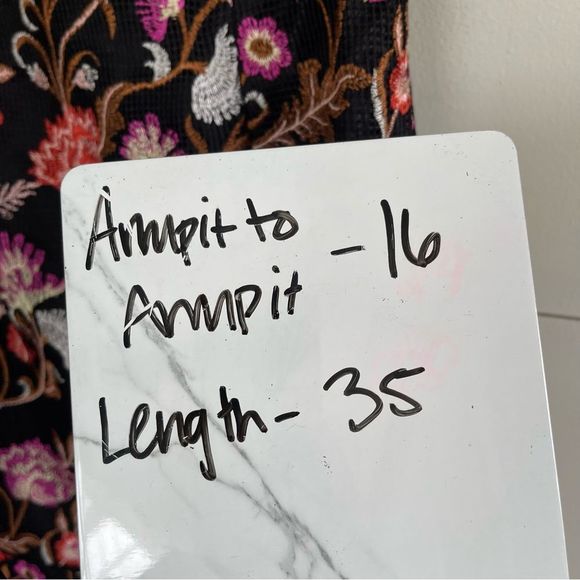 Armpit to
Armpit - 16
Length - 35